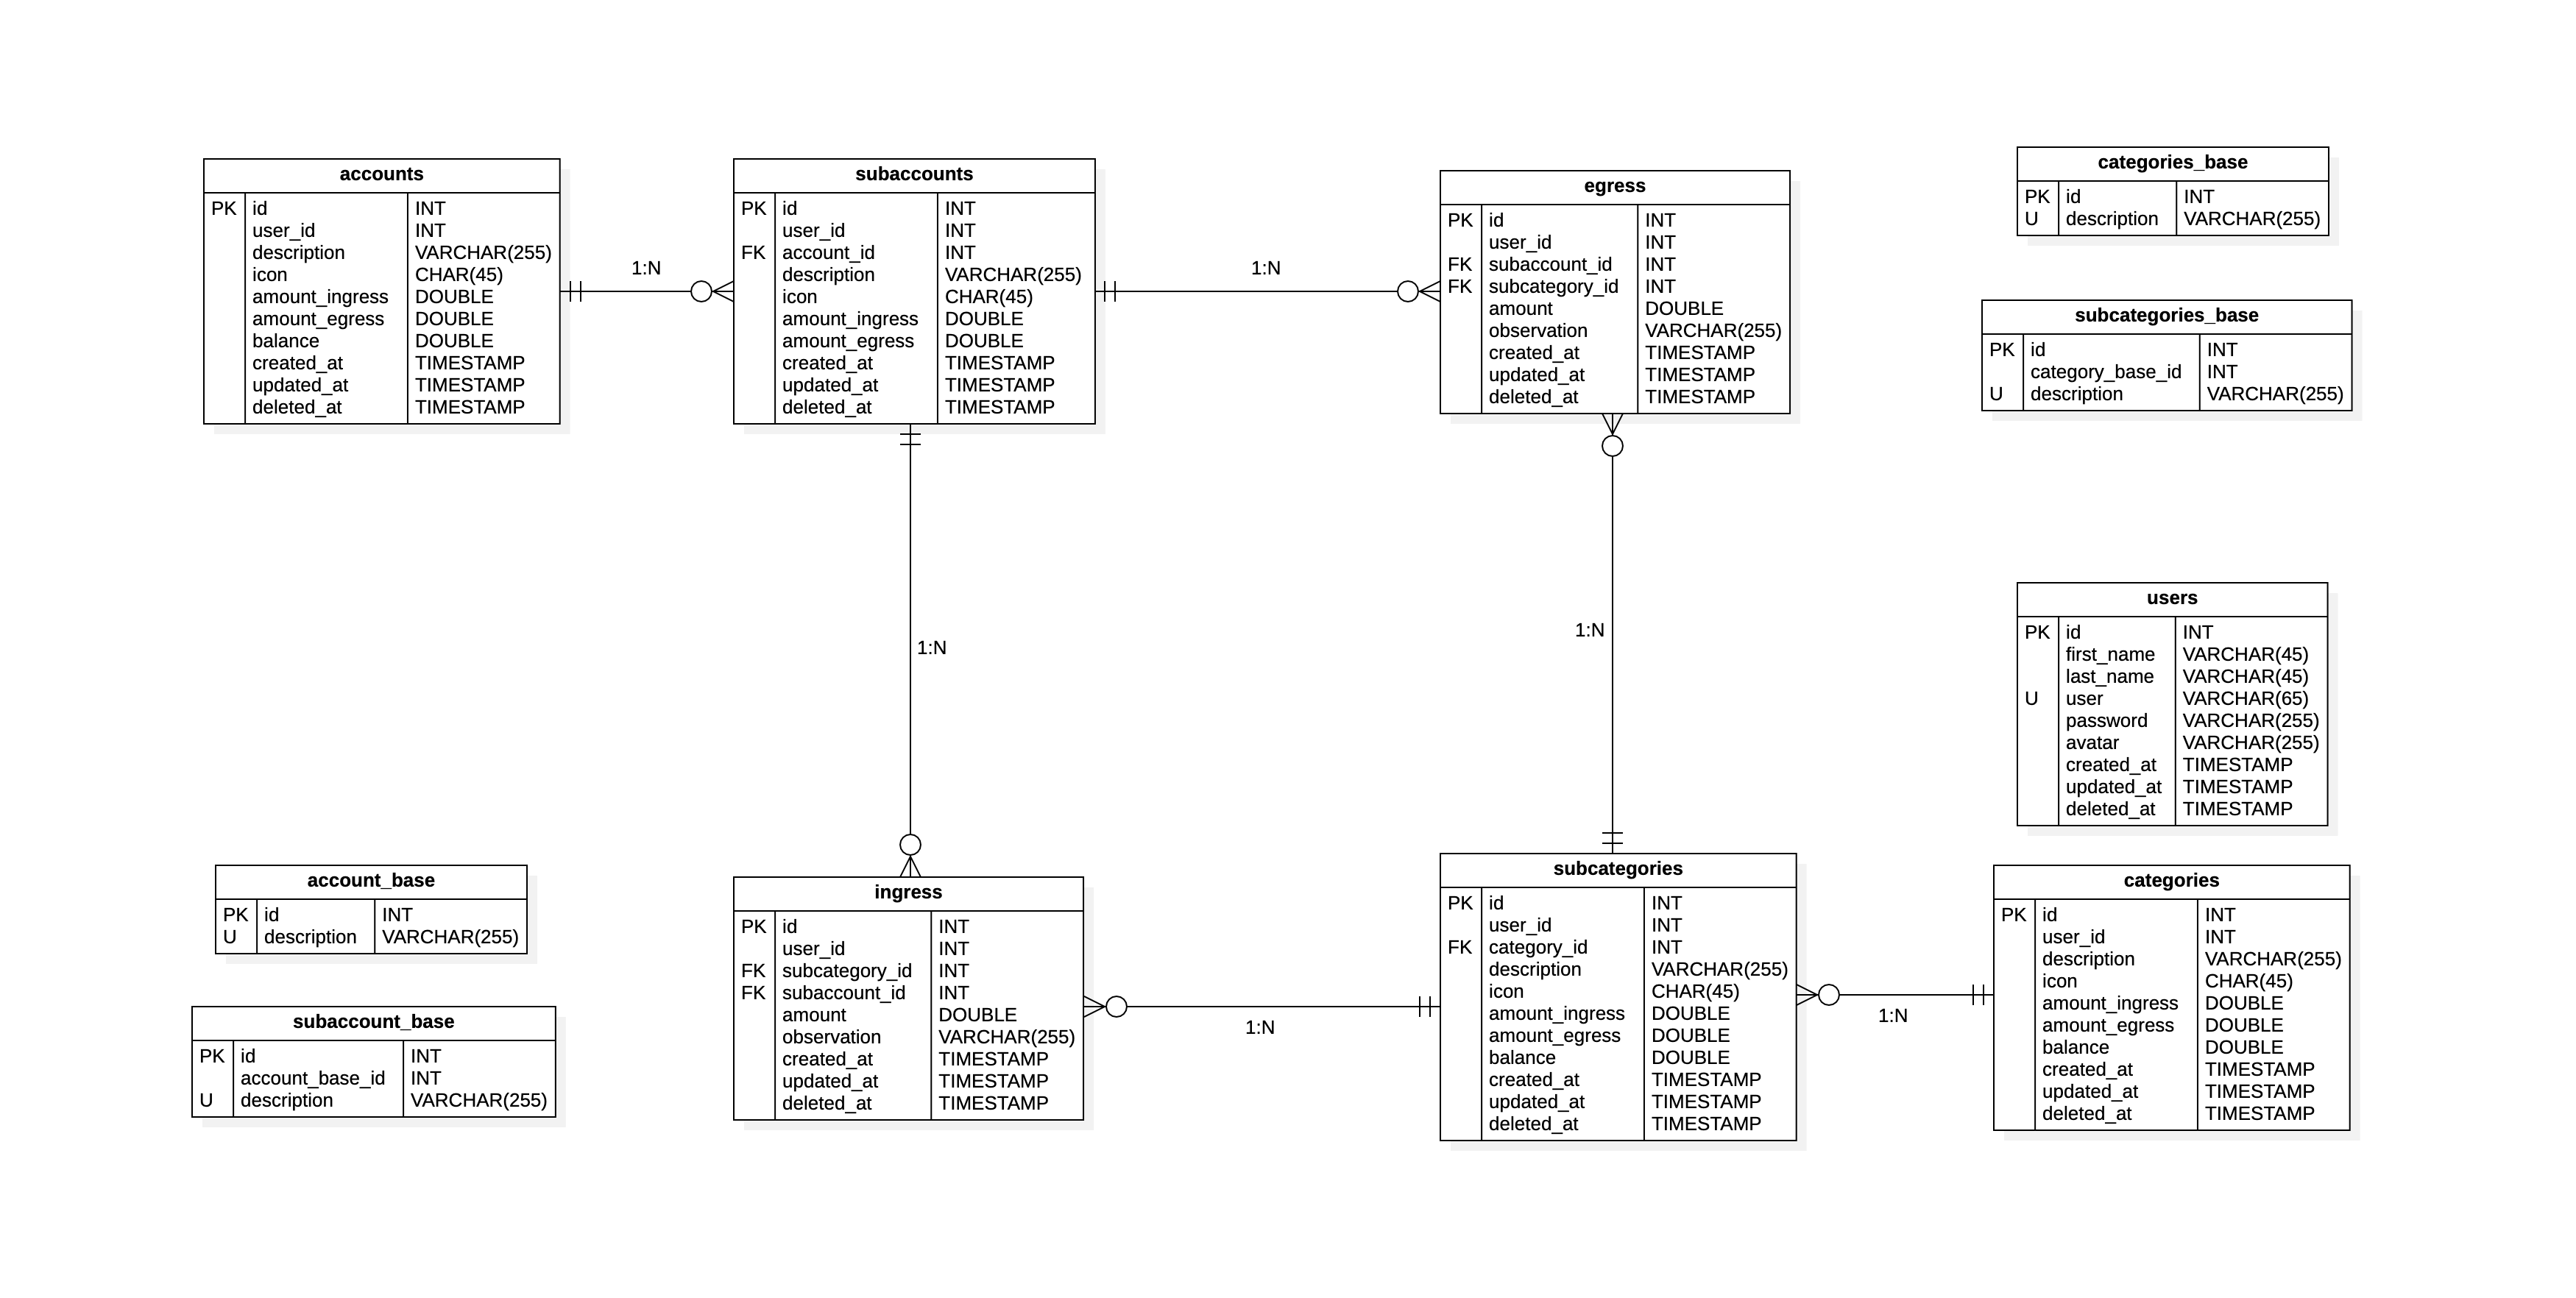 accounts
PK id INT
user_id INT
description VARCHAR(255)
icon CHAR(45)
amount_ingress DOUBLE
amount_egress DOUBLE
balance DOUBLE
created_at TIMESTAMP
updated_at TIMESTAMP
deleted_at TIMESTAMP
1:N
subaccounts
PK id INT
user_id INT
FK account_id INT
description VARCHAR(255)
icon CHAR(45)
amount_ingress DOUBLE
amount_egress DOUBLE
created_at TIMESTAMP
updated_at TIMESTAMP
deleted_at TIMESTAMP
1:N
egress
PK id INT
user_id INT
FK subaccount_id INT
FK subcategory_id INT
amount DOUBLE
observation VARCHAR(255)
created_at TIMESTAMP
updated_at TIMESTAMP
deleted_at TIMESTAMP
categories_base
PK id INT
U description VARCHAR(255)
subcategories_base
PK id INT
category_base_id INT
U description VARCHAR(255)
1:N
1:N
users
PK id INT
first_name VARCHAR(45)
last_name VARCHAR(45)
U user VARCHAR(65)
password VARCHAR(255)
avatar VARCHAR(255)
created_at TIMESTAMP
updated_at TIMESTAMP
deleted_at TIMESTAMP
account_base
PK id INT
U description VARCHAR(255)
subaccount_base
PK id INT
account_base_id INT
U description VARCHAR(255)
ingress
PK id INT
user_id INT
FK subcategory_id INT
FK subaccount_id INT
amount DOUBLE
observation VARCHAR(255)
created_at TIMESTAMP
updated_at TIMESTAMP
deleted_at TIMESTAMP
1:N
subcategories
PK id INT
user_id INT
FK category_id INT
description VARCHAR(255)
icon CHAR(45)
amount_ingress DOUBLE
amount_egress DOUBLE
balance DOUBLE
created_at TIMESTAMP
updated_at TIMESTAMP
deleted_at TIMESTAMP
1:N
categories
PK id INT
user_id INT
description VARCHAR(255)
icon CHAR(45)
amount_ingress DOUBLE
amount_egress DOUBLE
balance DOUBLE
created_at TIMESTAMP
updated_at TIMESTAMP
deleted_at TIMESTAMP